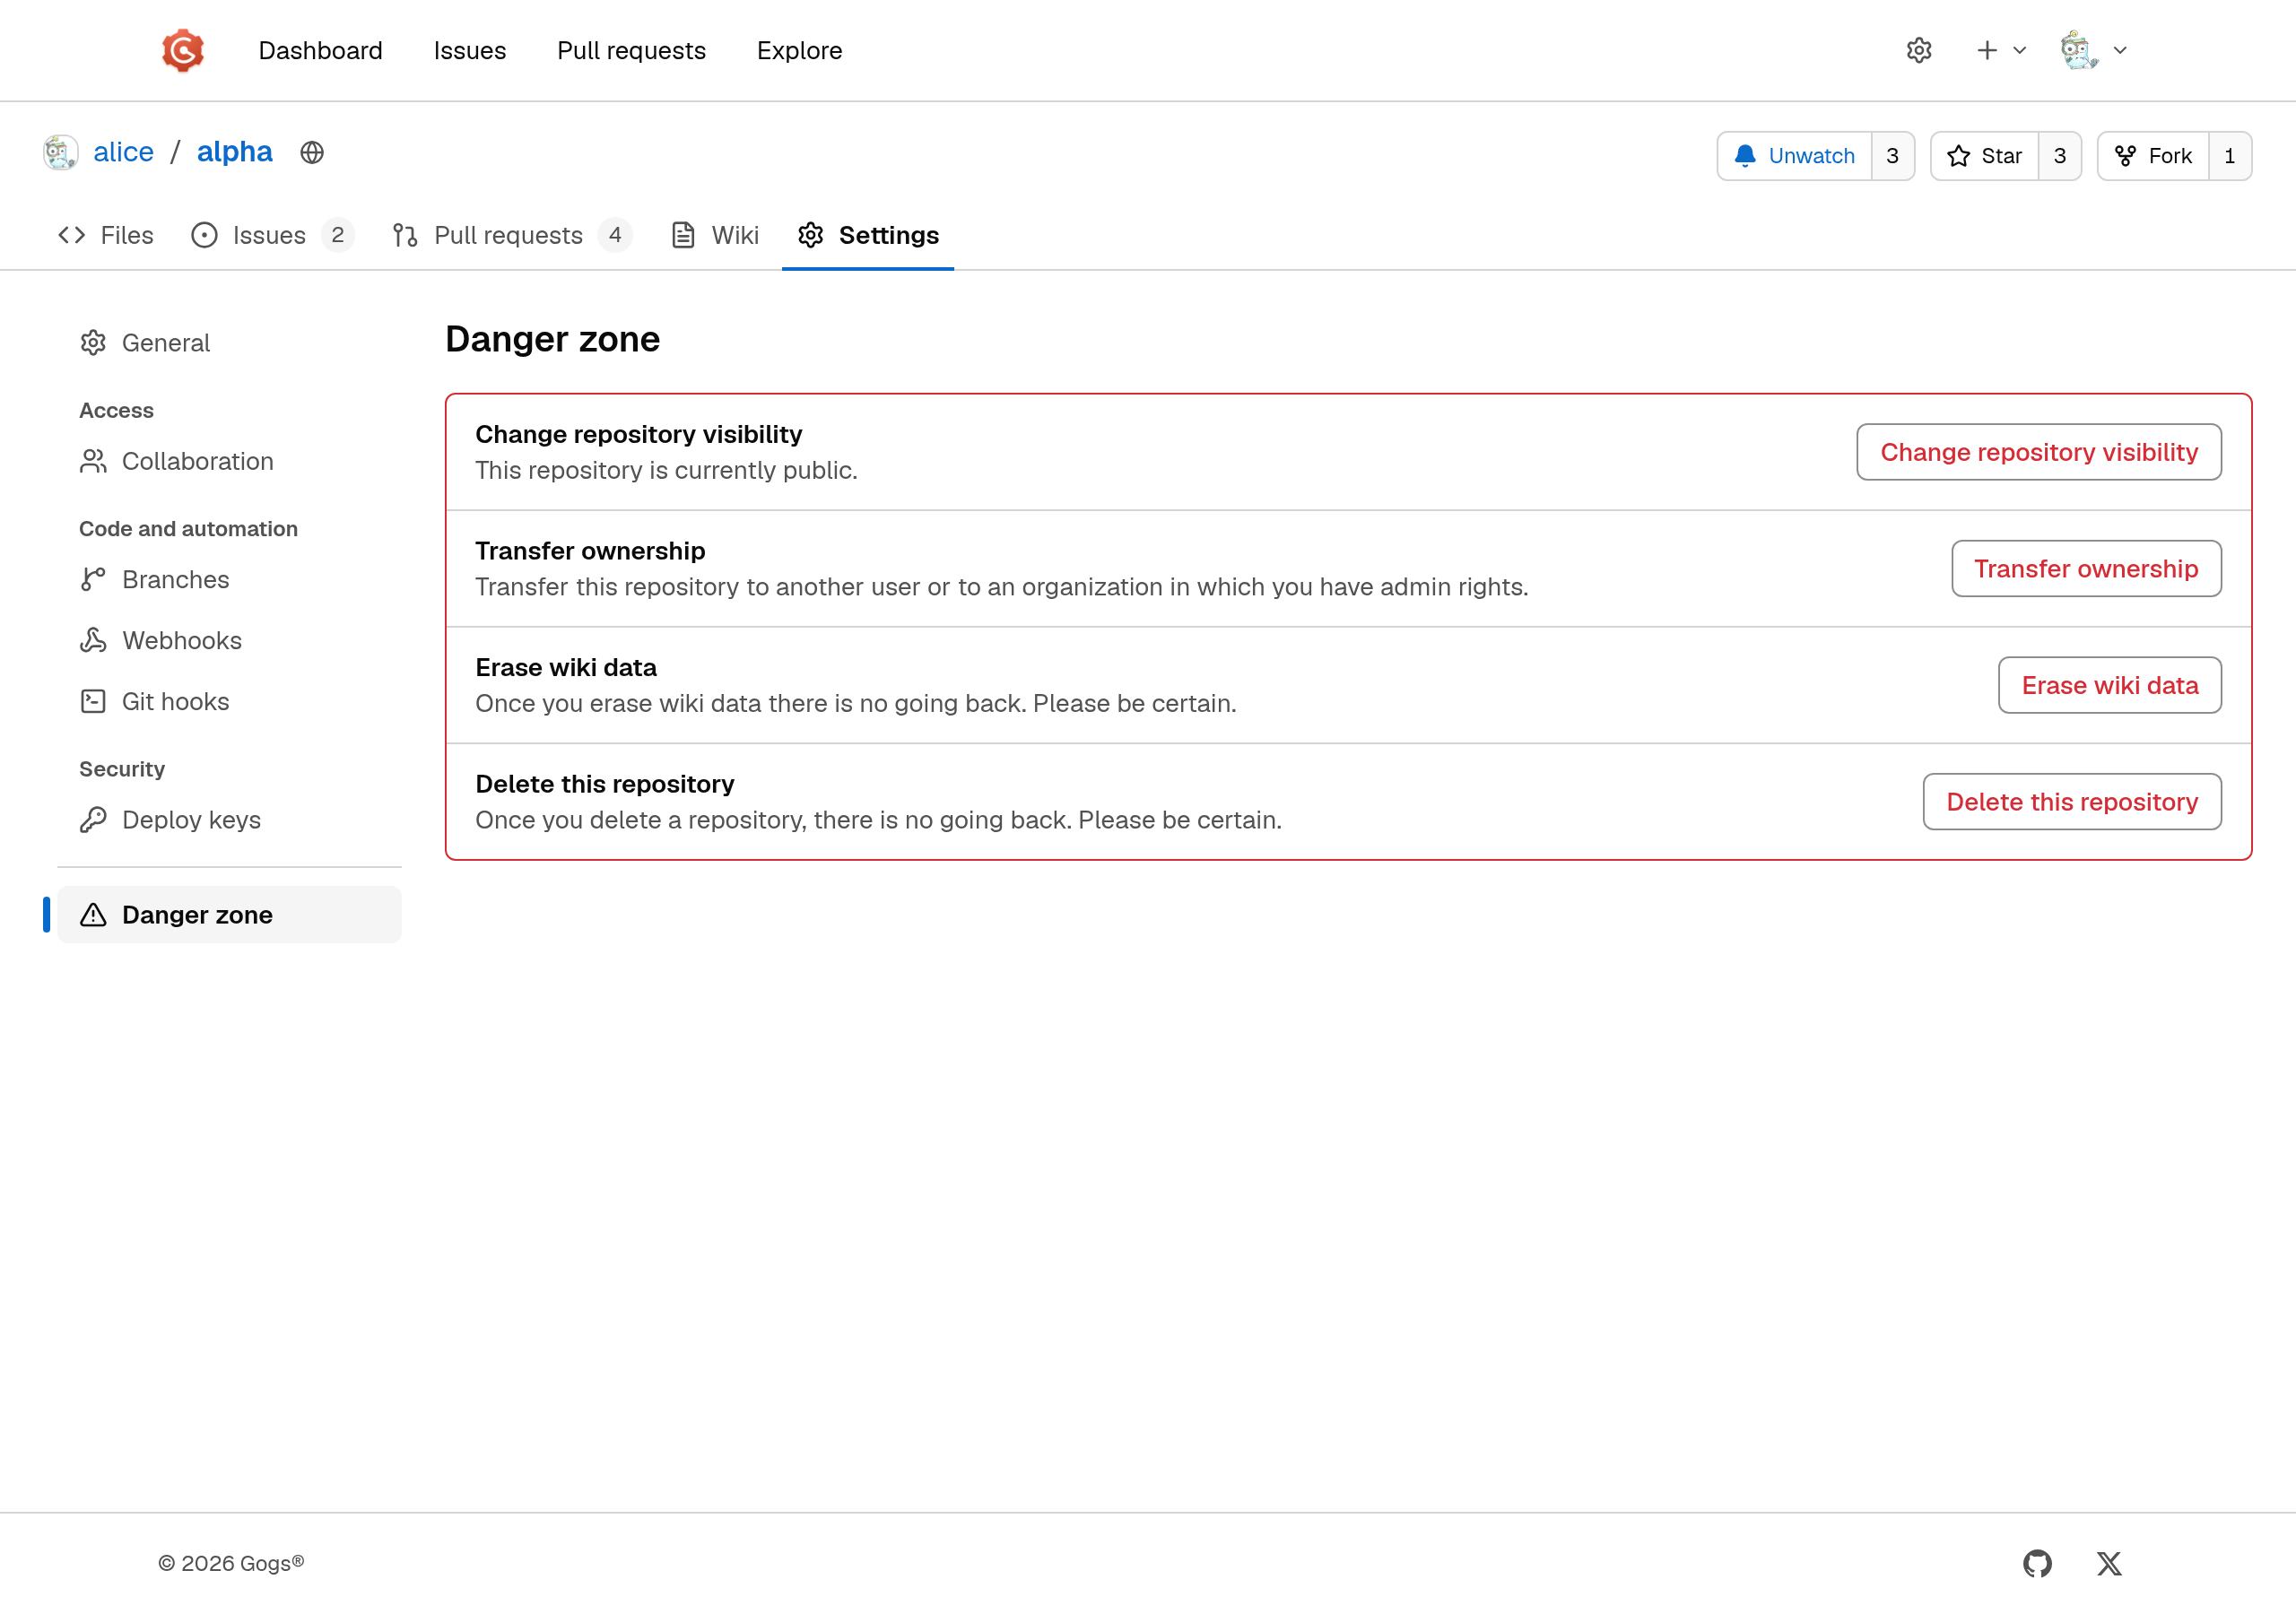 Dashboard Issues Pull requests Explore
alice / alpha
Unwatch 3 Star 3 Fork 1
Files Issues 2 Pull requests 4 Wiki Settings
General
Access
Collaboration
Code and automation
Branches
Webhooks
Git hooks
Security
Deploy keys
Danger zone
Danger zone
Change repository visibility
This repository is currently public.
Change repository visibility
Transfer ownership
Transfer this repository to another user or to an organization in which you have admin rights.
Transfer ownership
Erase wiki data
Once you erase wiki data there is no going back. Please be certain.
Erase wiki data
Delete this repository
Once you delete a repository, there is no going back. Please be certain.
Delete this repository
© 2026 Gogs®